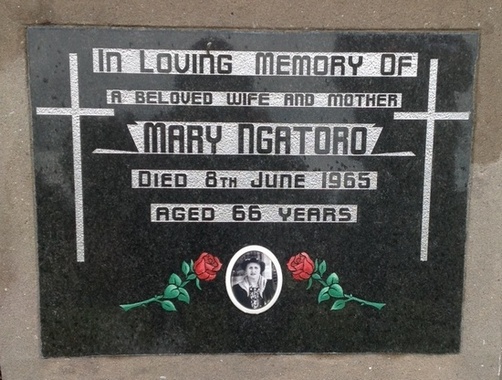 In Loving Memory Of
A BELOVED WIFE AND MOTHER
MARY NGATORO
Died 8th June 1965
AGED 66 YEARS